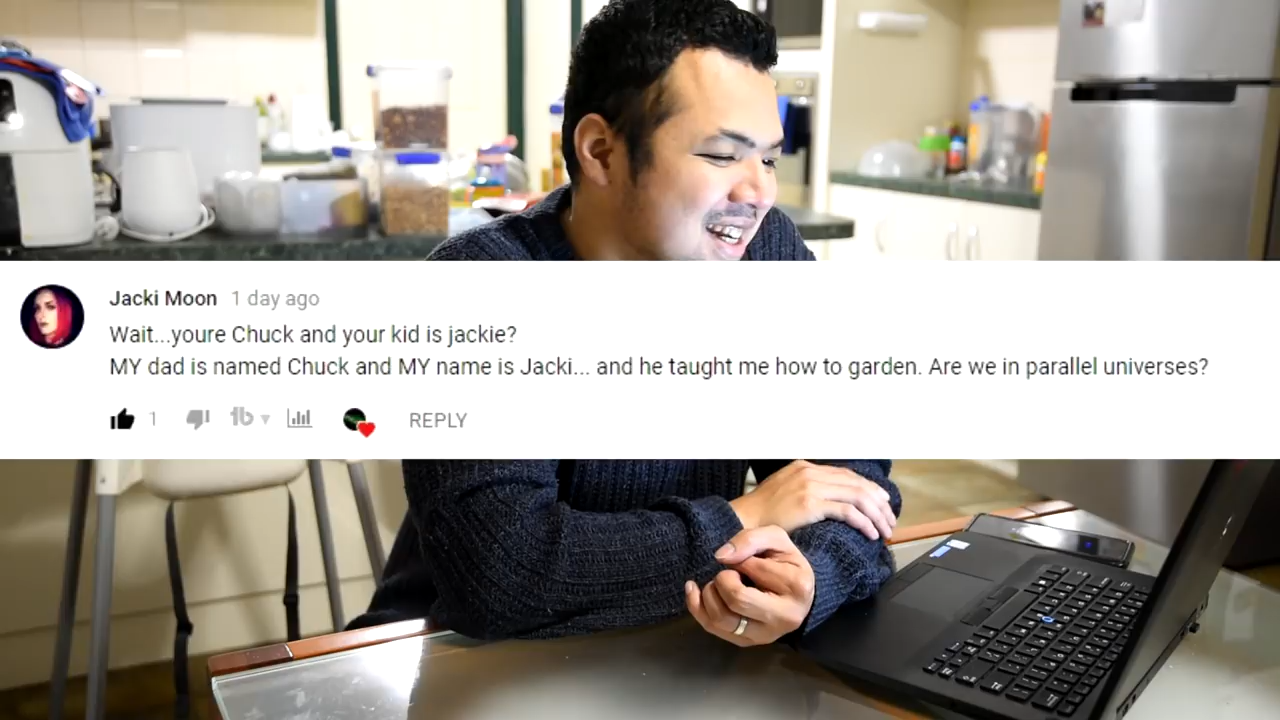 Jacki Moon 1 day ago
Wait...youre Chuck and your kid is jackie?
MY dad is named Chuck and MY name is Jacki... and he taught me how to garden. Are we in parallel universes?
1 REPLY